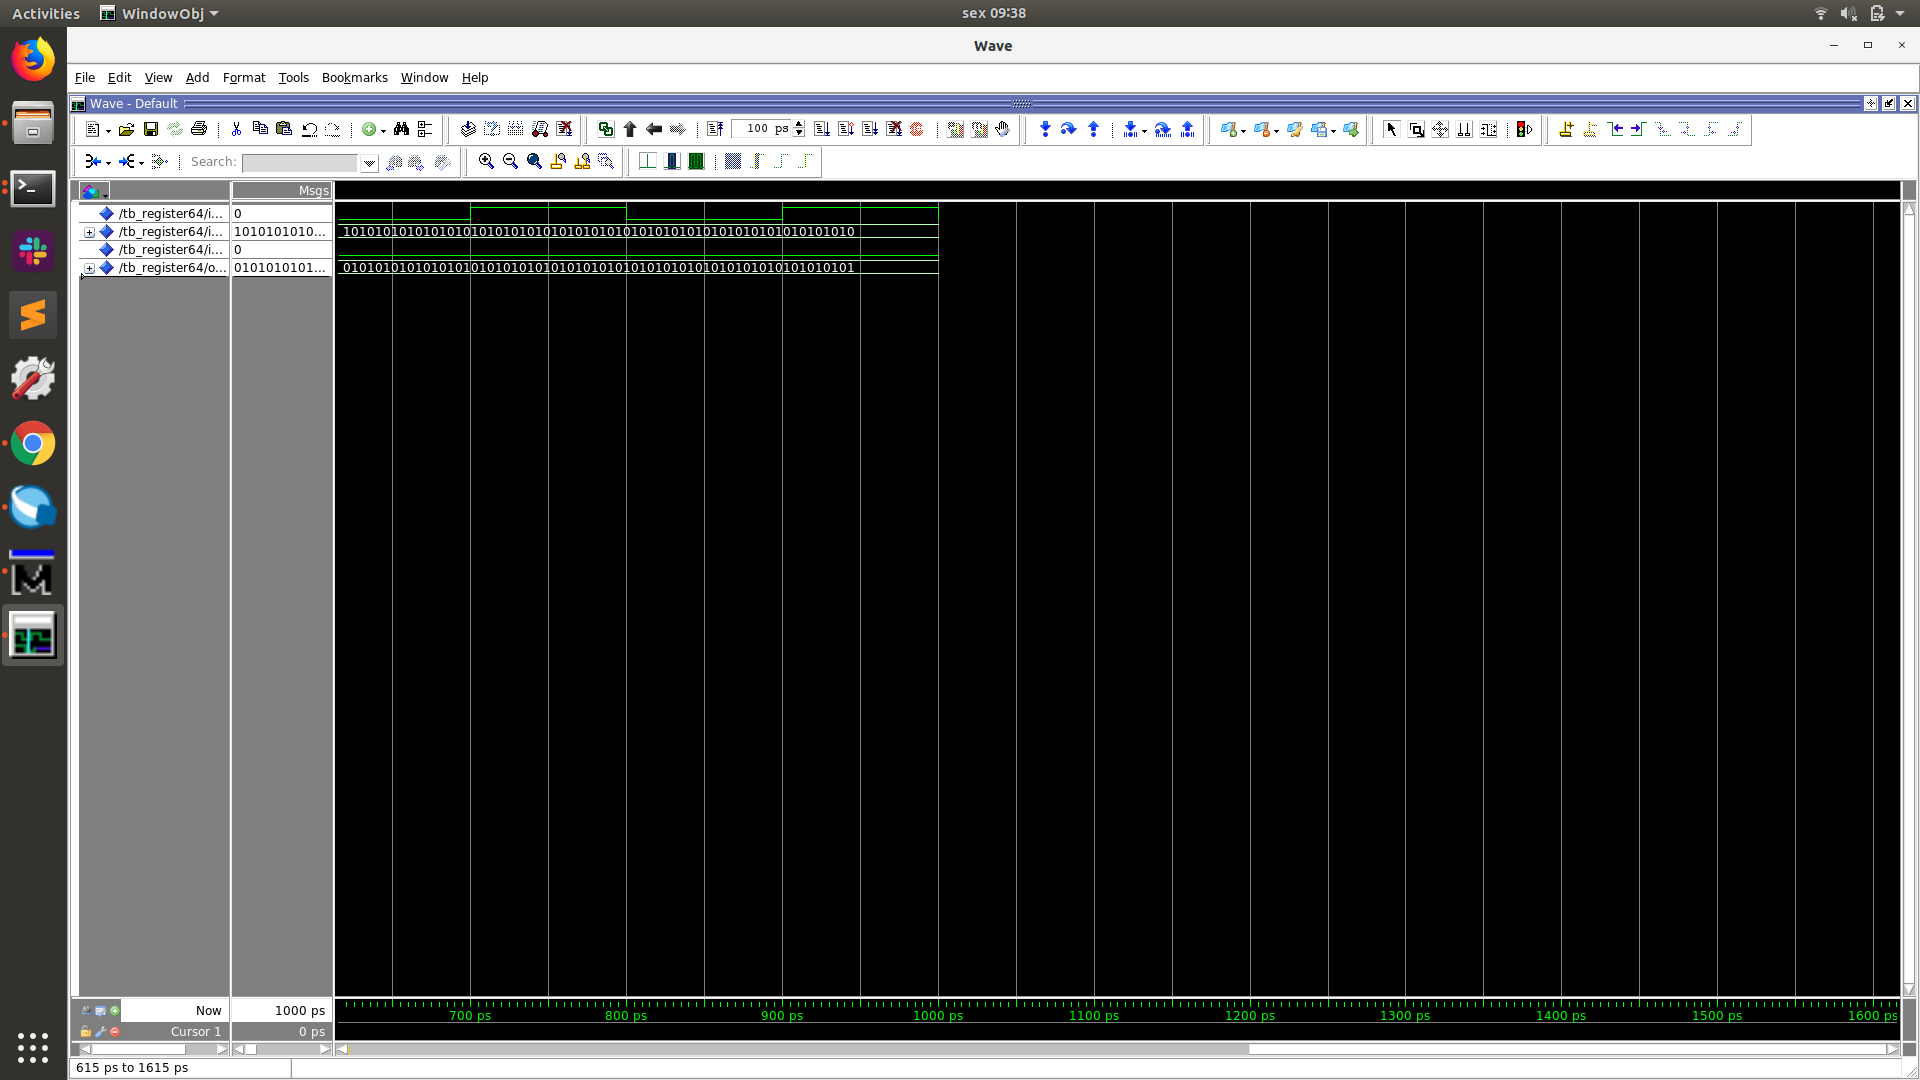 Activities WindowObj sex 09:38
Wave
File Edit View Add Format Tools Bookmarks Window Help
Wave - Default
100 ps
Search:
Msgs
/tb_register64/i... 0
/tb_register64/i... 1010101010... 1010101010101010101010101010101010101010101010101010101010101010
/tb_register64/i... 0
/tb_register64/o... 0101010101... 0101010101010101010101010101010101010101010101010101010101010101
Now 1000 ps
700 ps 800 ps 900 ps 1000 ps 1100 ps 1200 ps 1300 ps 1400 ps 1500 ps 1600 ps
Cursor 1 0 ps
615 ps to 1615 ps